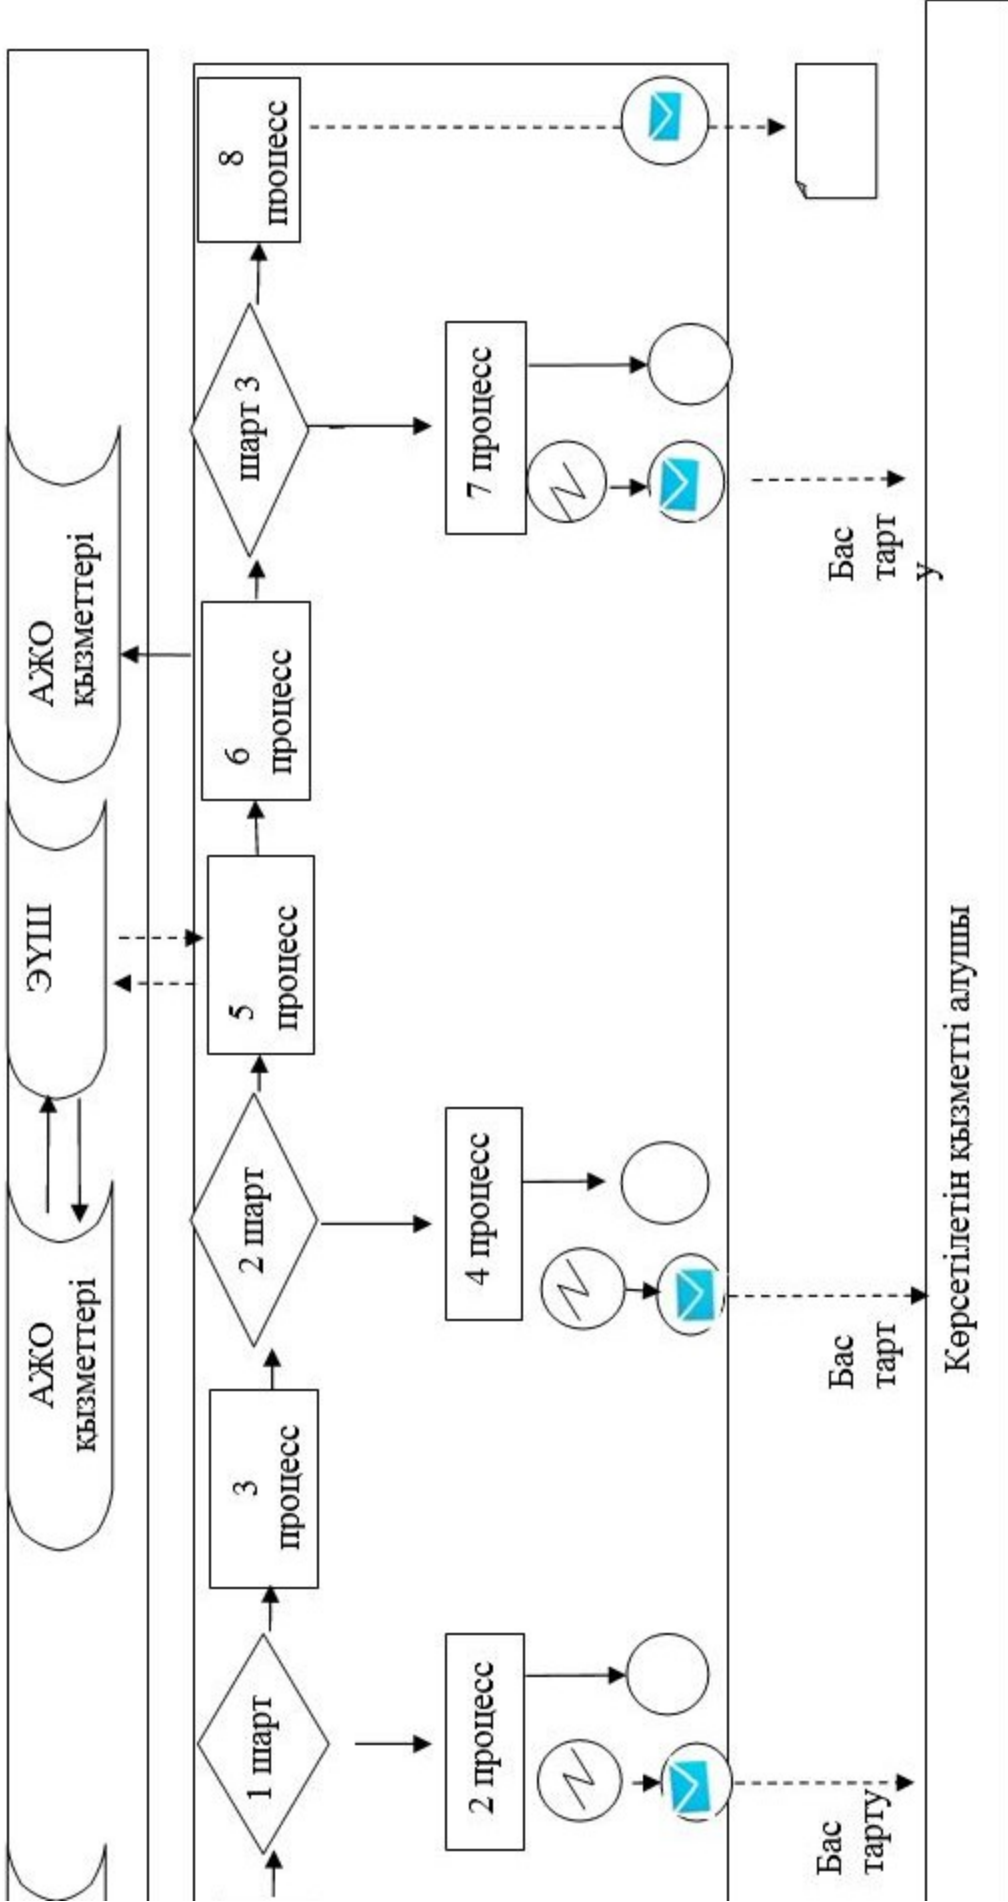 АЖО
қызметтері
ЭҮШ
АЖО
қызметтері
1 шарт
3
процесс
2 шарт
5
процесс
6
процесс
шарт 3
8
процесс
2 процесс
4 процесс
7 процесс
Бас
тарту
Бас
тарт
Бас
тарт
у
Көрсетілетін қызметті алушы